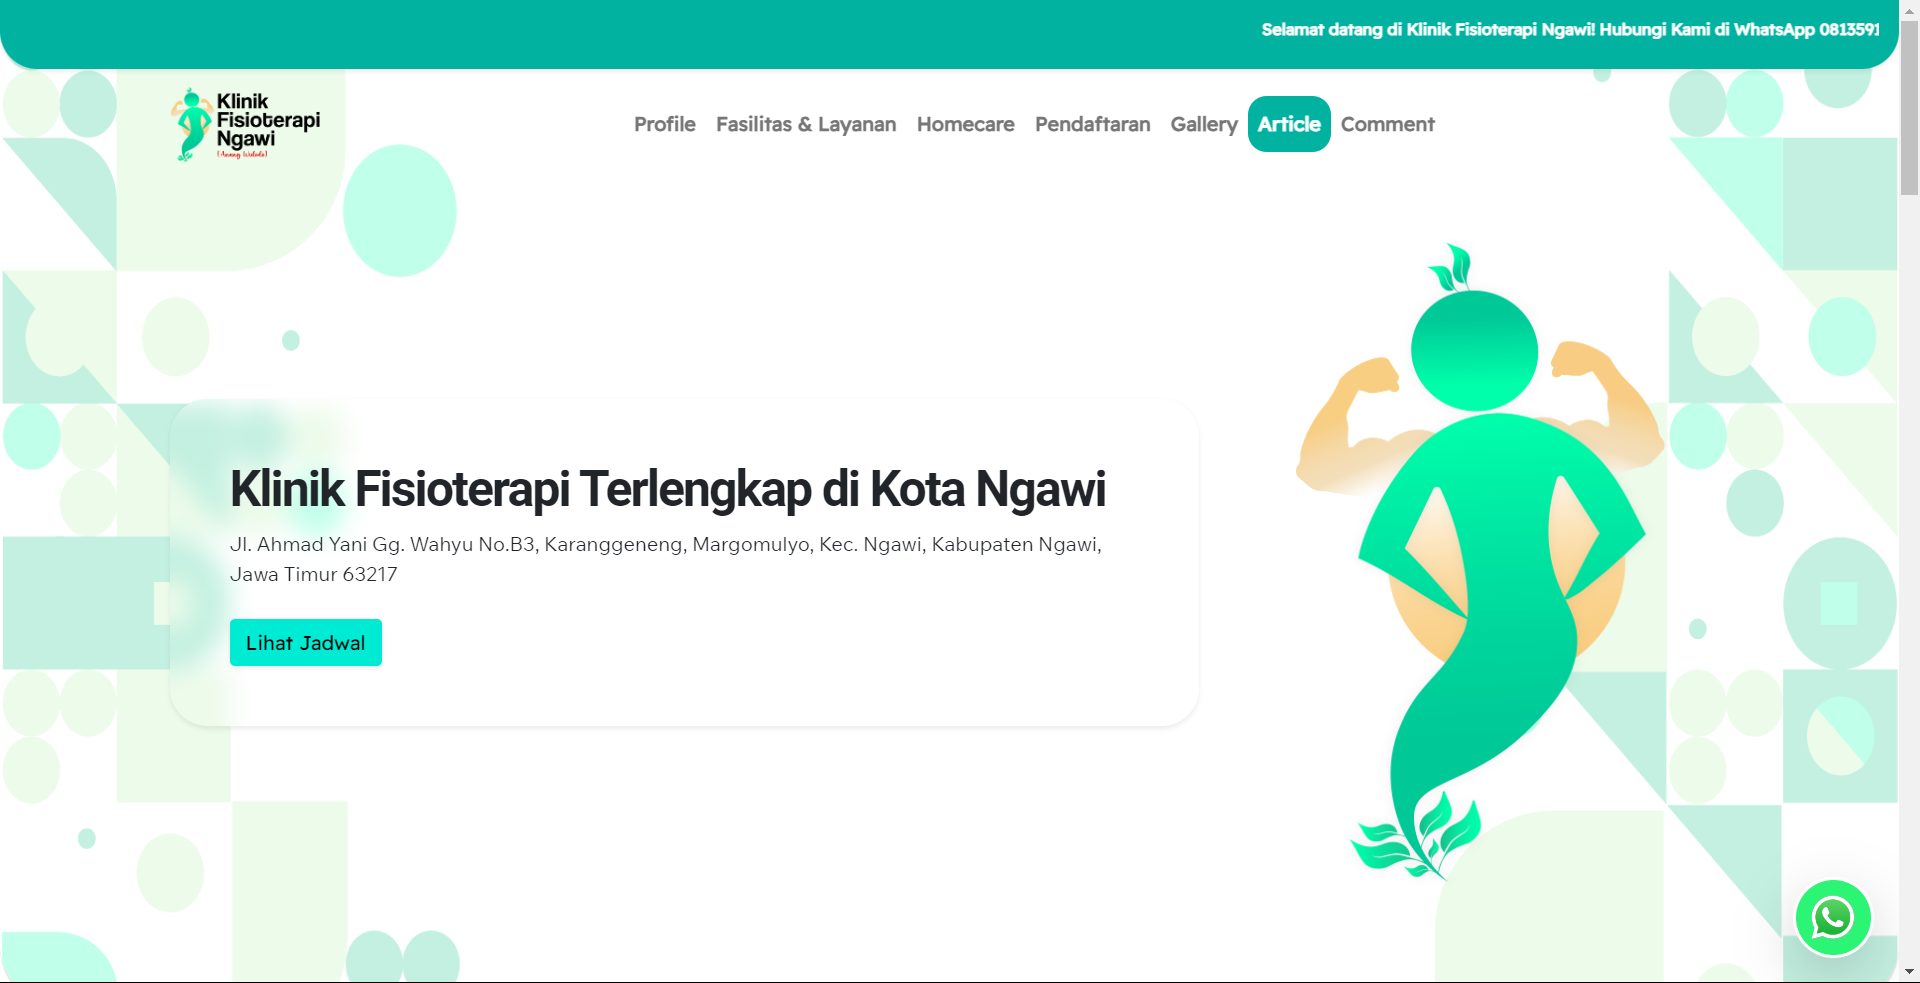 Selamat datang di Klinik Fisioterapi Ngawi! Hubungi Kami di WhatsApp 0813591
Klinik
Fisioterapi
Ngawi
Profile Fasilitas & Layanan Homecare Pendaftaran Gallery Article Comment
Klinik Fisioterapi Terlengkap di Kota Ngawi
Jl. Ahmad Yani Gg. Wahyu No.B3, Karanggeneng, Margomulyo, Kec. Ngawi, Kabupaten Ngawi,
Jawa Timur 63217
Lihat Jadwal